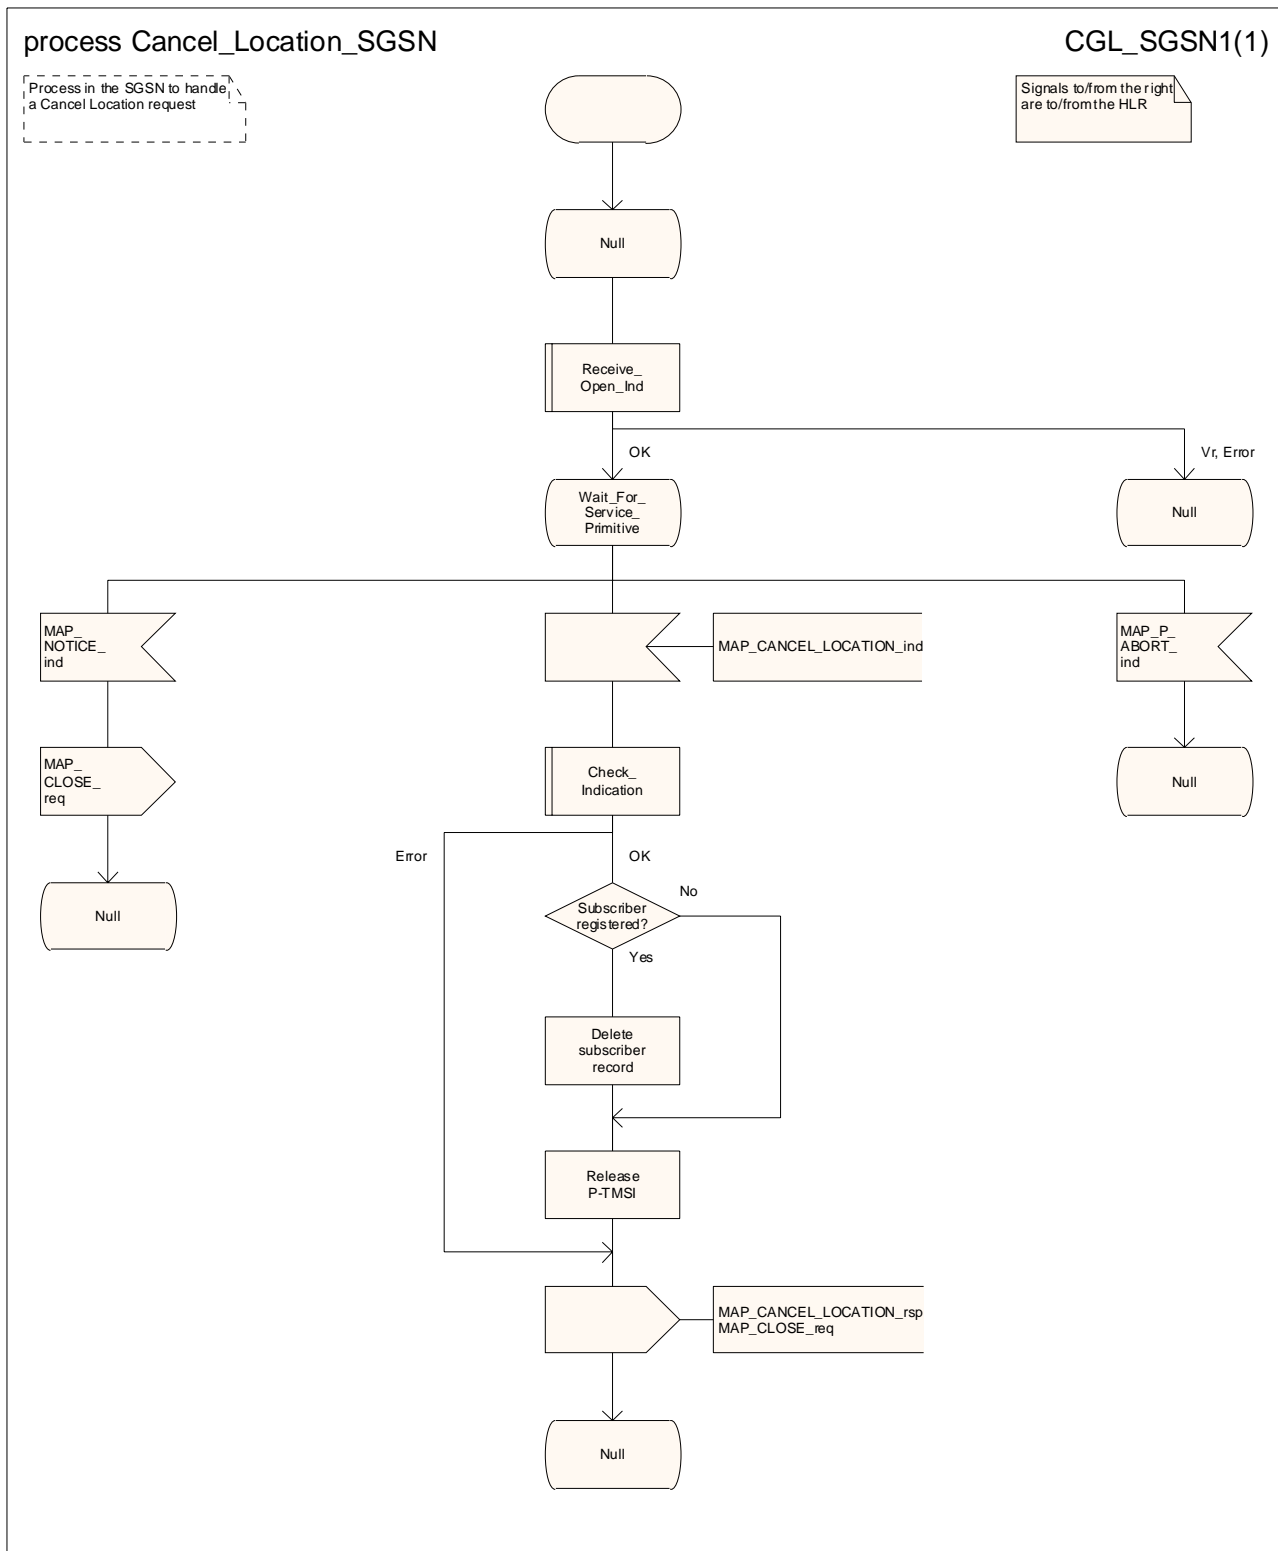 process Cancel_Location_SGSN
CGL_SGSN1(1)
Process in the SGSN to handle
a Cancel Location request
Signals to/from the right
are to/from the HLR
Null
Receive_
Open_Ind
OK
Vr, Error
Wait_For_
Service_
Primitive
Null
MAP_
NOTICE_
ind
MAP_CANCEL_LOCATION_ind
MAP_P_
ABORT_
ind
MAP_
CLOSE_
req
Check_
Indication
Null
Error
OK
No
Null
Subscriber
registered?
Yes
Delete
subscriber
record
Release
P-TMSI
MAP_CANCEL_LOCATION_rsp
MAP_CLOSE_req
Null